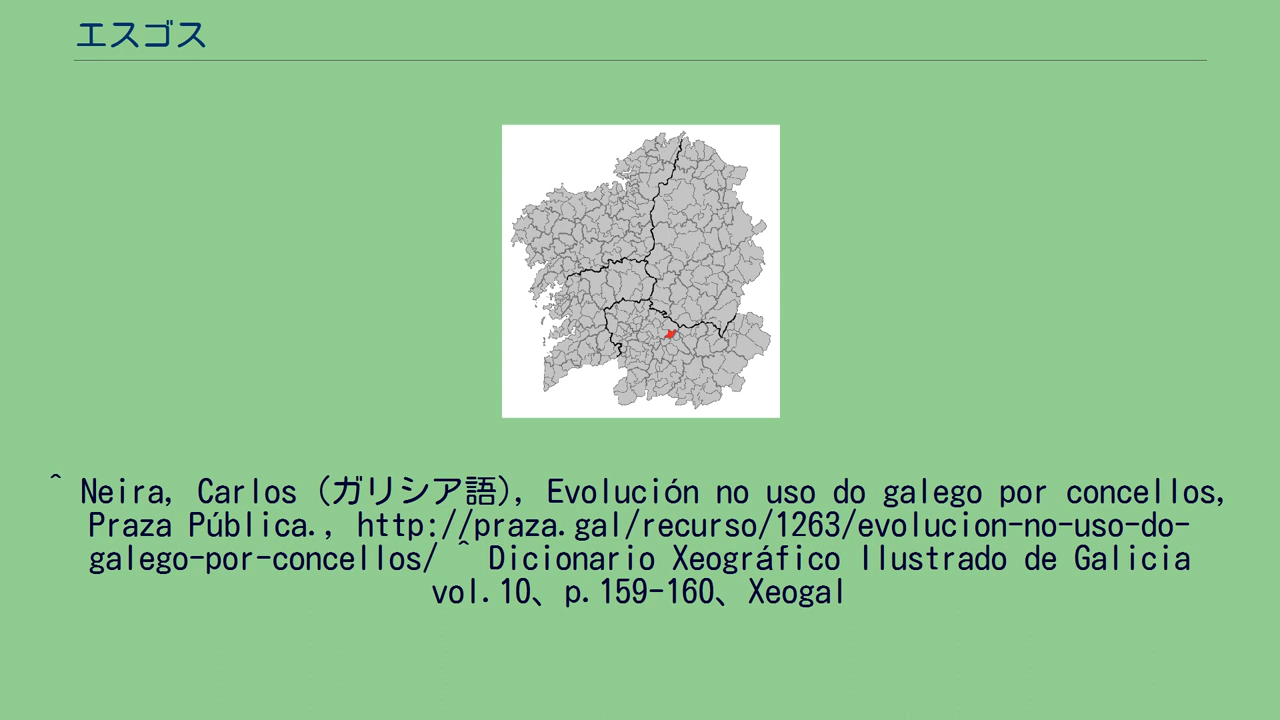 エスゴス
^ Neira, Carlos (ガリシア語), Evolución no uso do galego por concellos,
Praza Pública., http://praza.gal/recurso/1263/evolucion-no-uso-do-
galego-por-concellos/ ^ Dicionario Xeográfico Ilustrado de Galicia
vol.10、p.159-160、Xeogal